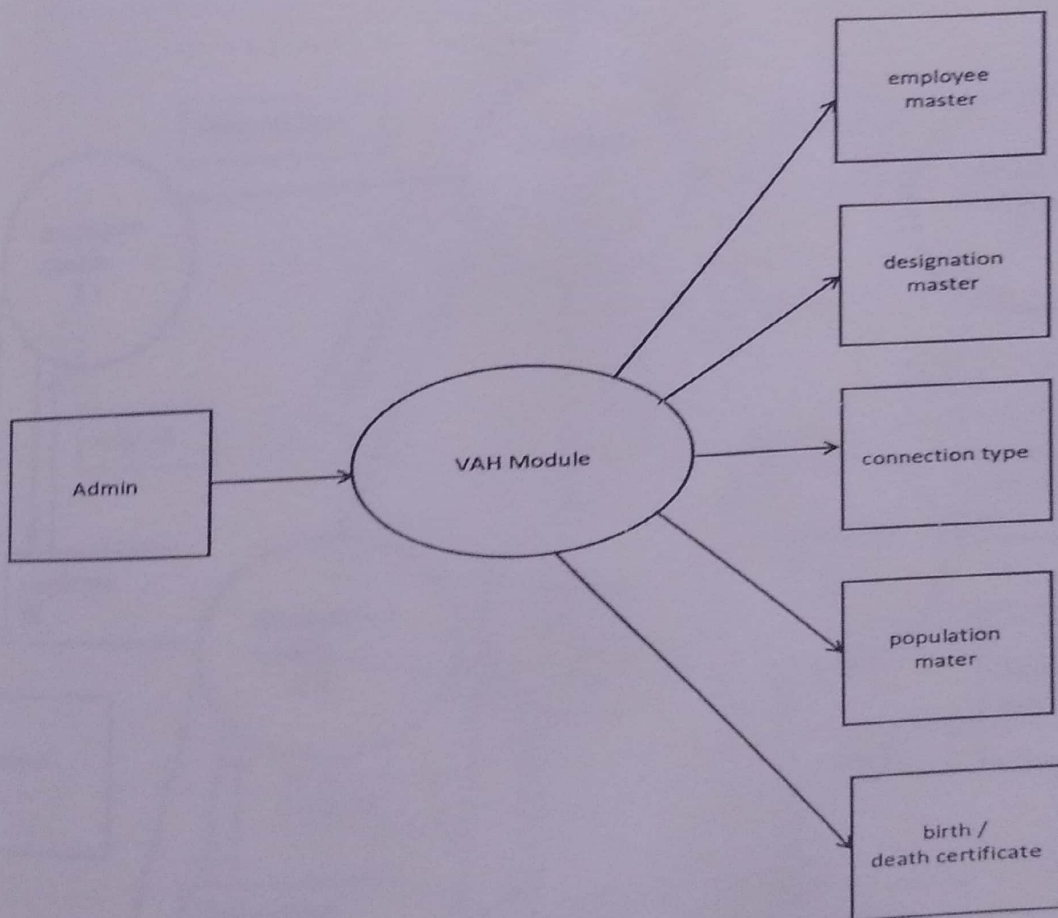 employee
master
designation
master
Admin
VAH Module
connection type
population
mater
birth /
death certificate